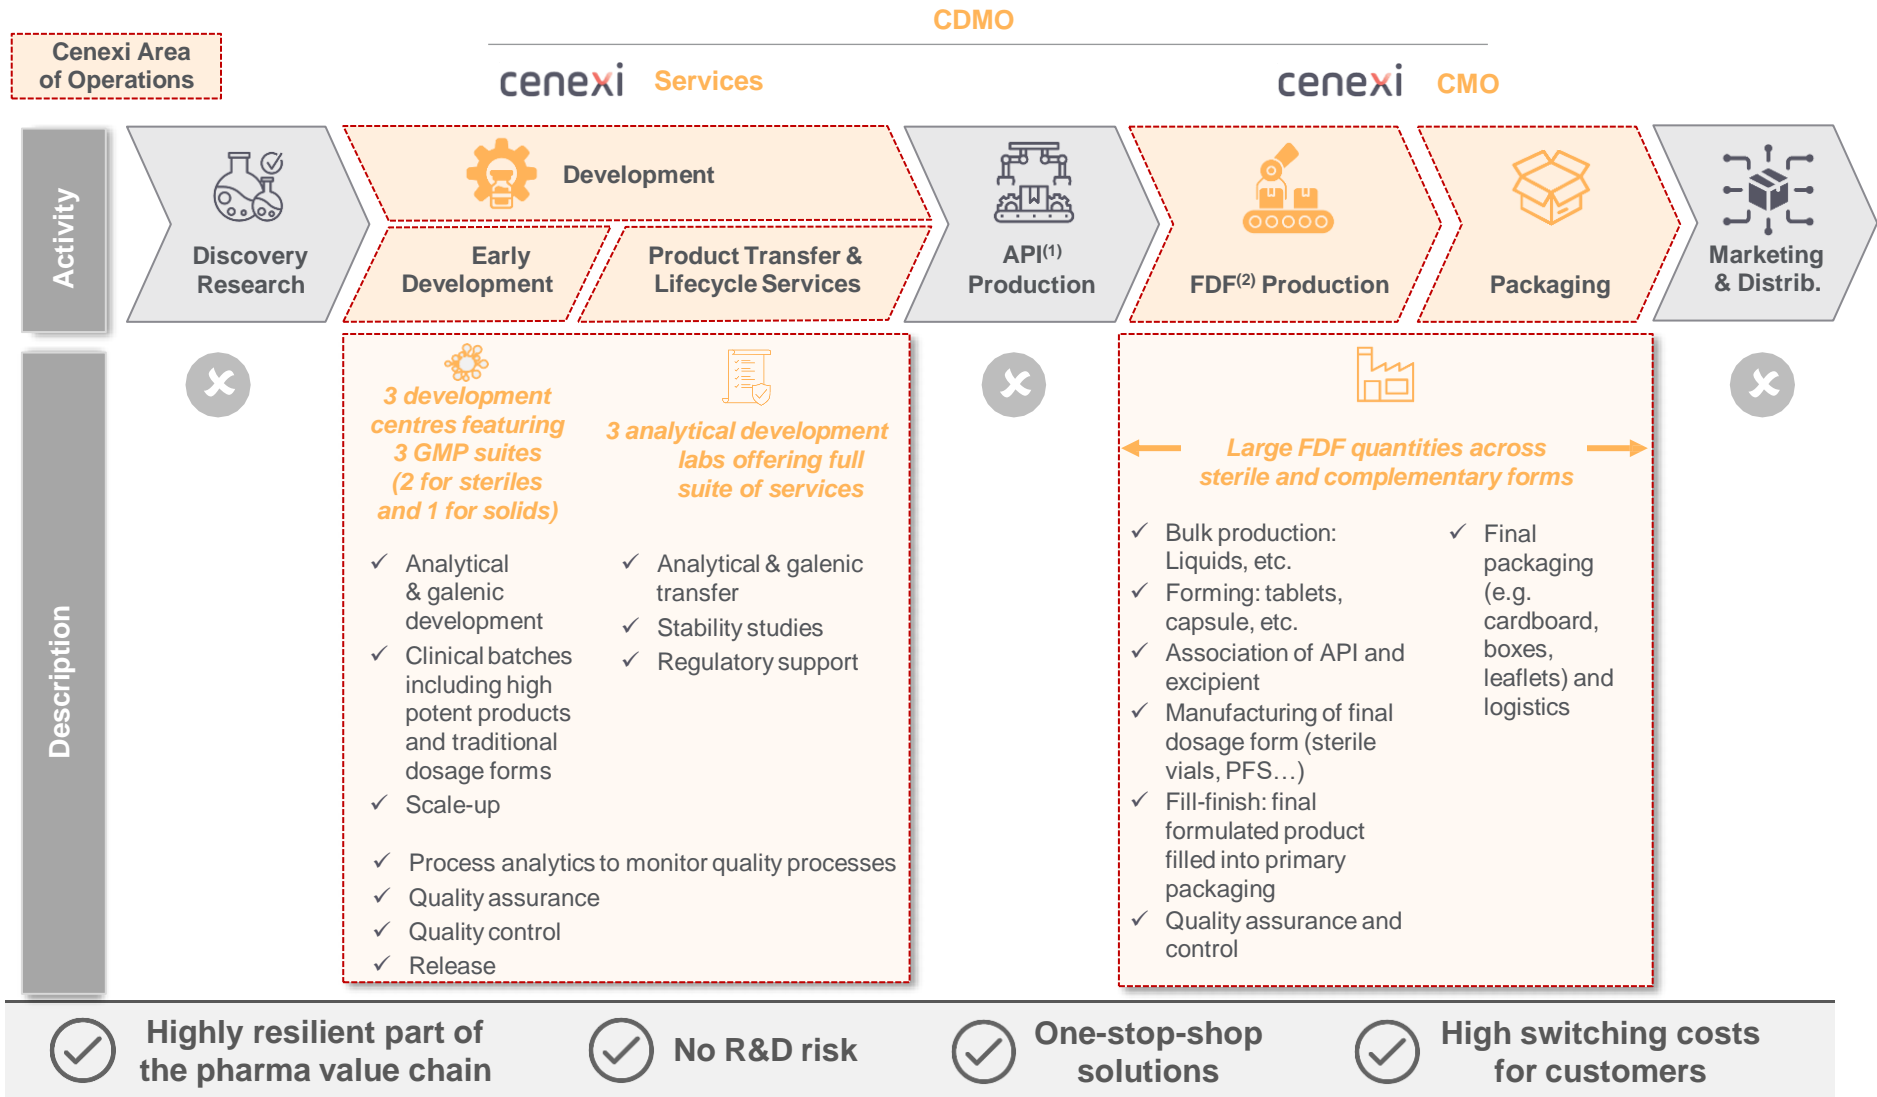 CDMO
Cenexi Area
of Operations
cenexi Services
cenexi CMO
Activity
Discovery
Research
Development
Early
Development
Product Transfer &
Lifecycle Services
API(1)
Production
FDF(2) Production
Packaging
Marketing
& Distrib.
Description
3 development
centres featuring
3 GMP suites
(2 for steriles
and 1 for solids)
✓ Analytical
& galenic
development
✓ Clinical batches
including high
potent products
and traditional
dosage forms
✓ Scale-up
3 analytical development
labs offering full
suite of services
✓ Analytical & galenic
transfer
✓ Stability studies
✓ Regulatory support
✓ Process analytics to monitor quality processes
✓ Quality assurance
✓ Quality control
✓ Release
Large FDF quantities across
sterile and complementary forms
✓ Bulk production:
Liquids, etc.
✓ Forming: tablets,
capsule, etc.
✓ Association of API and
excipient
✓ Manufacturing of final
dosage form (sterile
vials, PFS…)
✓ Fill-finish: final
formulated product
filled into primary
packaging
✓ Quality assurance and
control
✓ Final
packaging
(e.g.
cardboard,
boxes,
leaflets) and
logistics
Highly resilient part of
the pharma value chain
No R&D risk
One-stop-shop
solutions
High switching costs
for customers